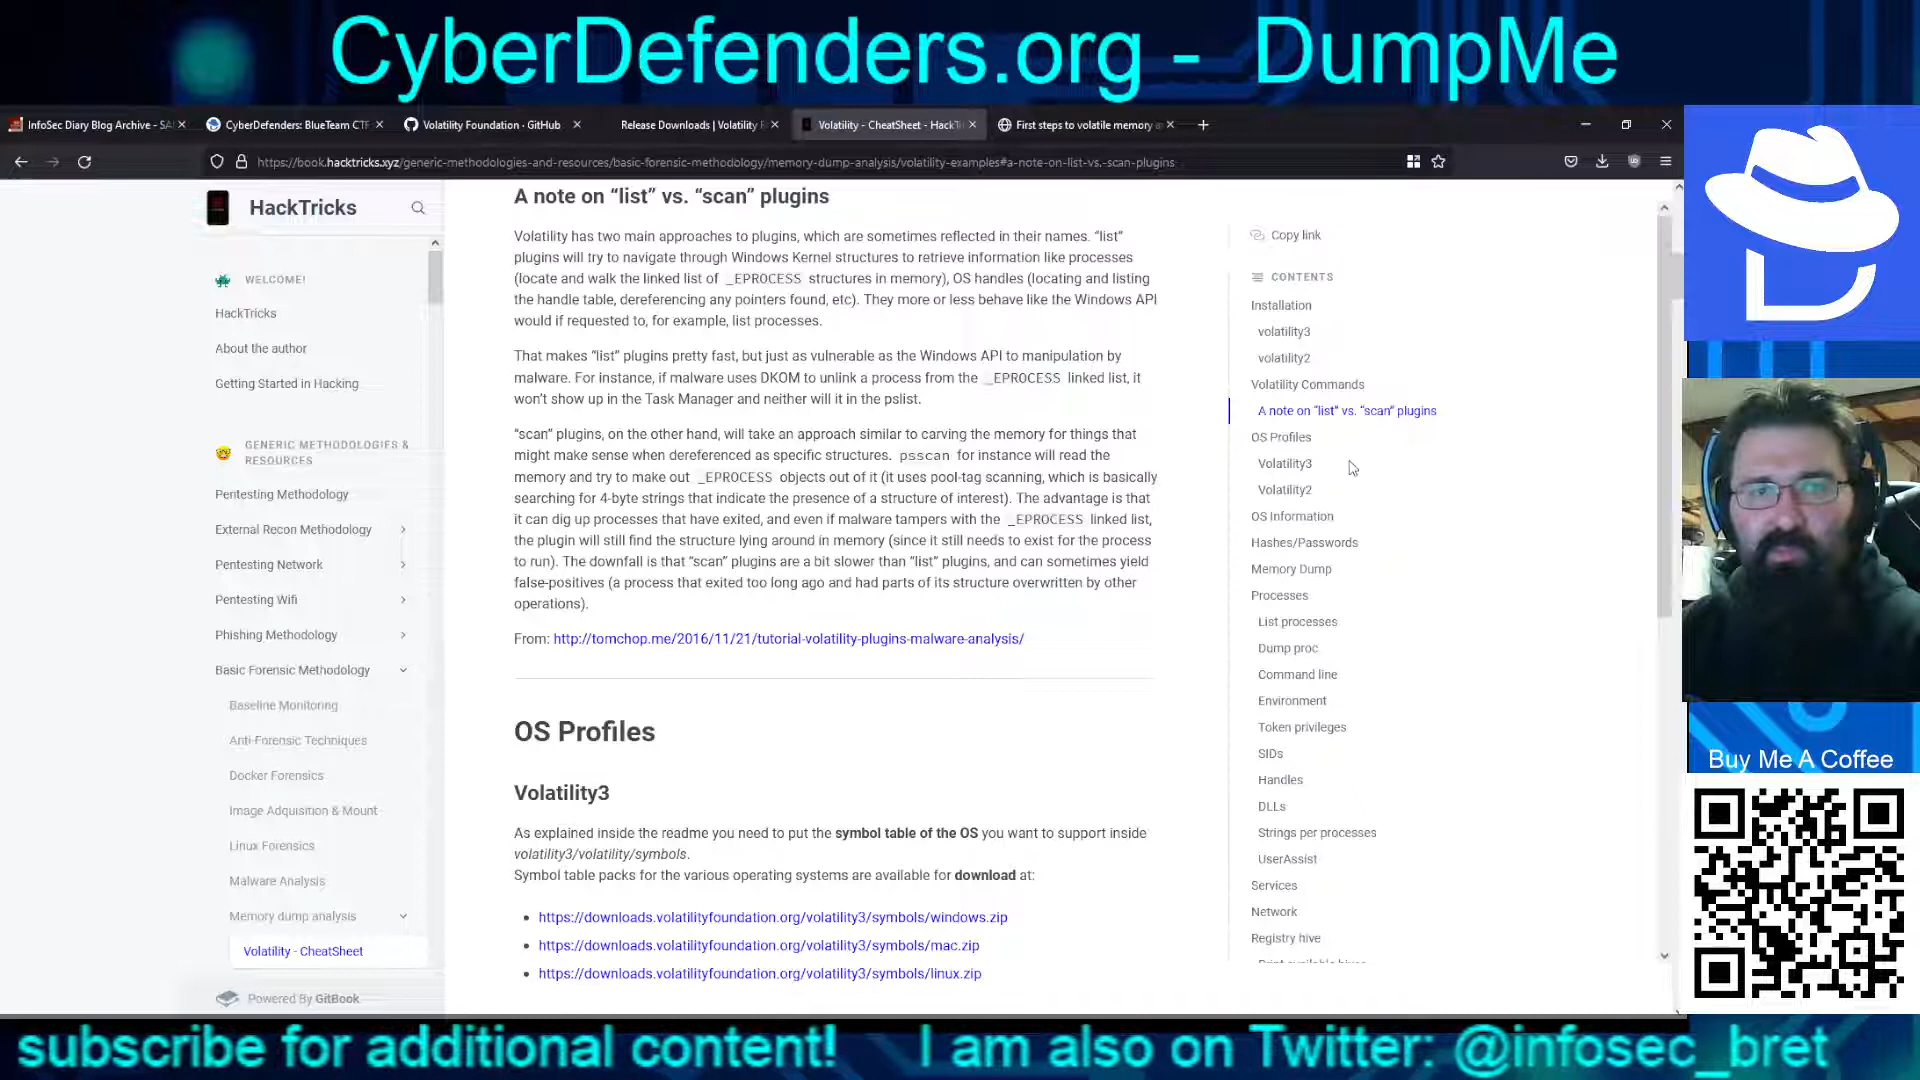 CyberDefenders.org - DumpMe
InfoSec Diary Blog Archive - SA
CyberDefenders: BlueTeam CTF
Volatility Foundation · GitHub
Release Downloads | Volatility F
Volatility - CheatSheet - HackTr
First steps to volatile memory a
https://book.hacktricks.xyz/generic-methodologies-and-resources/basic-forensic-methodology/memory-dump-analysis/volatility-examples#a-note-on-list-vs.-scan-plugins
HackTricks
WELCOME!
HackTricks
About the author
Getting Started in Hacking
GENERIC METHODOLOGIES &
RESOURCES
Pentesting Methodology
External Recon Methodology
Pentesting Network
Pentesting Wifi
Phishing Methodology
Basic Forensic Methodology
Baseline Monitoring
Anti-Forensic Techniques
Docker Forensics
Image Adquisition & Mount
Linux Forensics
Malware Analysis
Memory dump analysis
Volatility - CheatSheet
Powered By GitBook
A note on “list” vs. “scan” plugins
Volatility has two main approaches to plugins, which are sometimes reflected in their names. “list”
plugins will try to navigate through Windows Kernel structures to retrieve information like processes
(locate and walk the linked list of _EPROCESS structures in memory), OS handles (locating and listing
the handle table, dereferencing any pointers found, etc). They more or less behave like the Windows API
would if requested to, for example, list processes.
That makes “list” plugins pretty fast, but just as vulnerable as the Windows API to manipulation by
malware. For instance, if malware uses DKOM to unlink a process from the _EPROCESS linked list, it
won’t show up in the Task Manager and neither will it in the pslist.
“scan” plugins, on the other hand, will take an approach similar to carving the memory for things that
might make sense when dereferenced as specific structures. psscan for instance will read the
memory and try to make out _EPROCESS objects out of it (it uses pool-tag scanning, which is basically
searching for 4-byte strings that indicate the presence of a structure of interest). The advantage is that
it can dig up processes that have exited, and even if malware tampers with the _EPROCESS linked list,
the plugin will still find the structure lying around in memory (since it still needs to exist for the process
to run). The downfall is that “scan” plugins are a bit slower than “list” plugins, and can sometimes yield
false-positives (a process that exited too long ago and had parts of its structure overwritten by other
operations).
From: http://tomchop.me/2016/11/21/tutorial-volatility-plugins-malware-analysis/
OS Profiles
Volatility3
As explained inside the readme you need to put the symbol table of the OS you want to support inside
volatility3/volatility/symbols.
Symbol table packs for the various operating systems are available for download at:
https://downloads.volatilityfoundation.org/volatility3/symbols/windows.zip
https://downloads.volatilityfoundation.org/volatility3/symbols/mac.zip
https://downloads.volatilityfoundation.org/volatility3/symbols/linux.zip
Copy link
CONTENTS
Installation
volatility3
volatility2
Volatility Commands
A note on “list” vs. “scan” plugins
OS Profiles
Volatility3
Volatility2
OS Information
Hashes/Passwords
Memory Dump
Processes
List processes
Dump proc
Command line
Environment
Token privileges
SIDs
Handles
DLLs
Strings per processes
UserAssist
Services
Network
Registry hive
Print available hives
Buy Me A Coffee
subscribe for additional content! I am also on Twitter: @infosec_bret